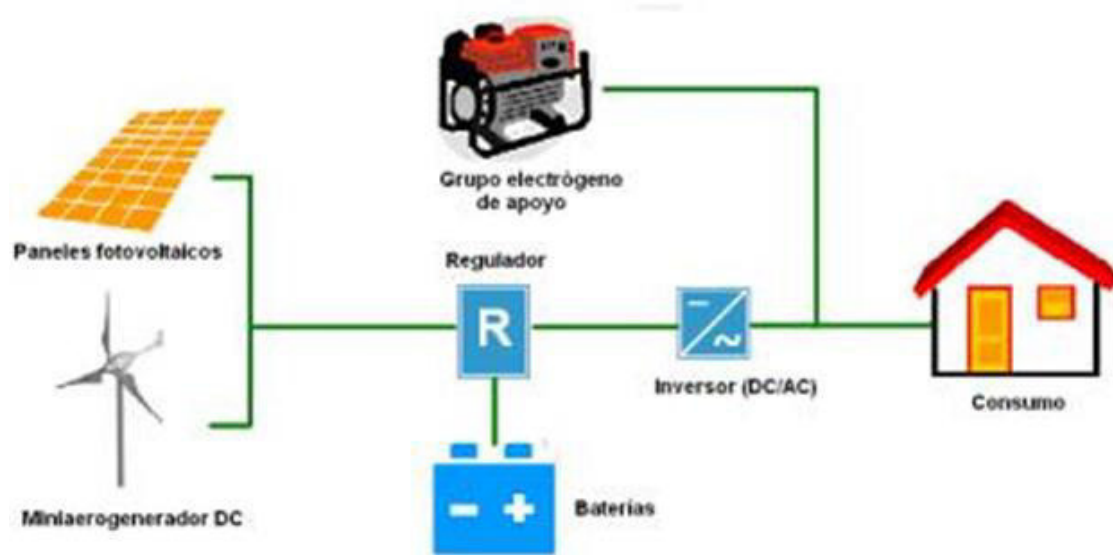 Grupo electrógeno
de apoyo
Paneles fotovoltaicos
Regulador
R
Inversor (DC/AC)
Consumo
Baterías
Miniaerogenerador DC